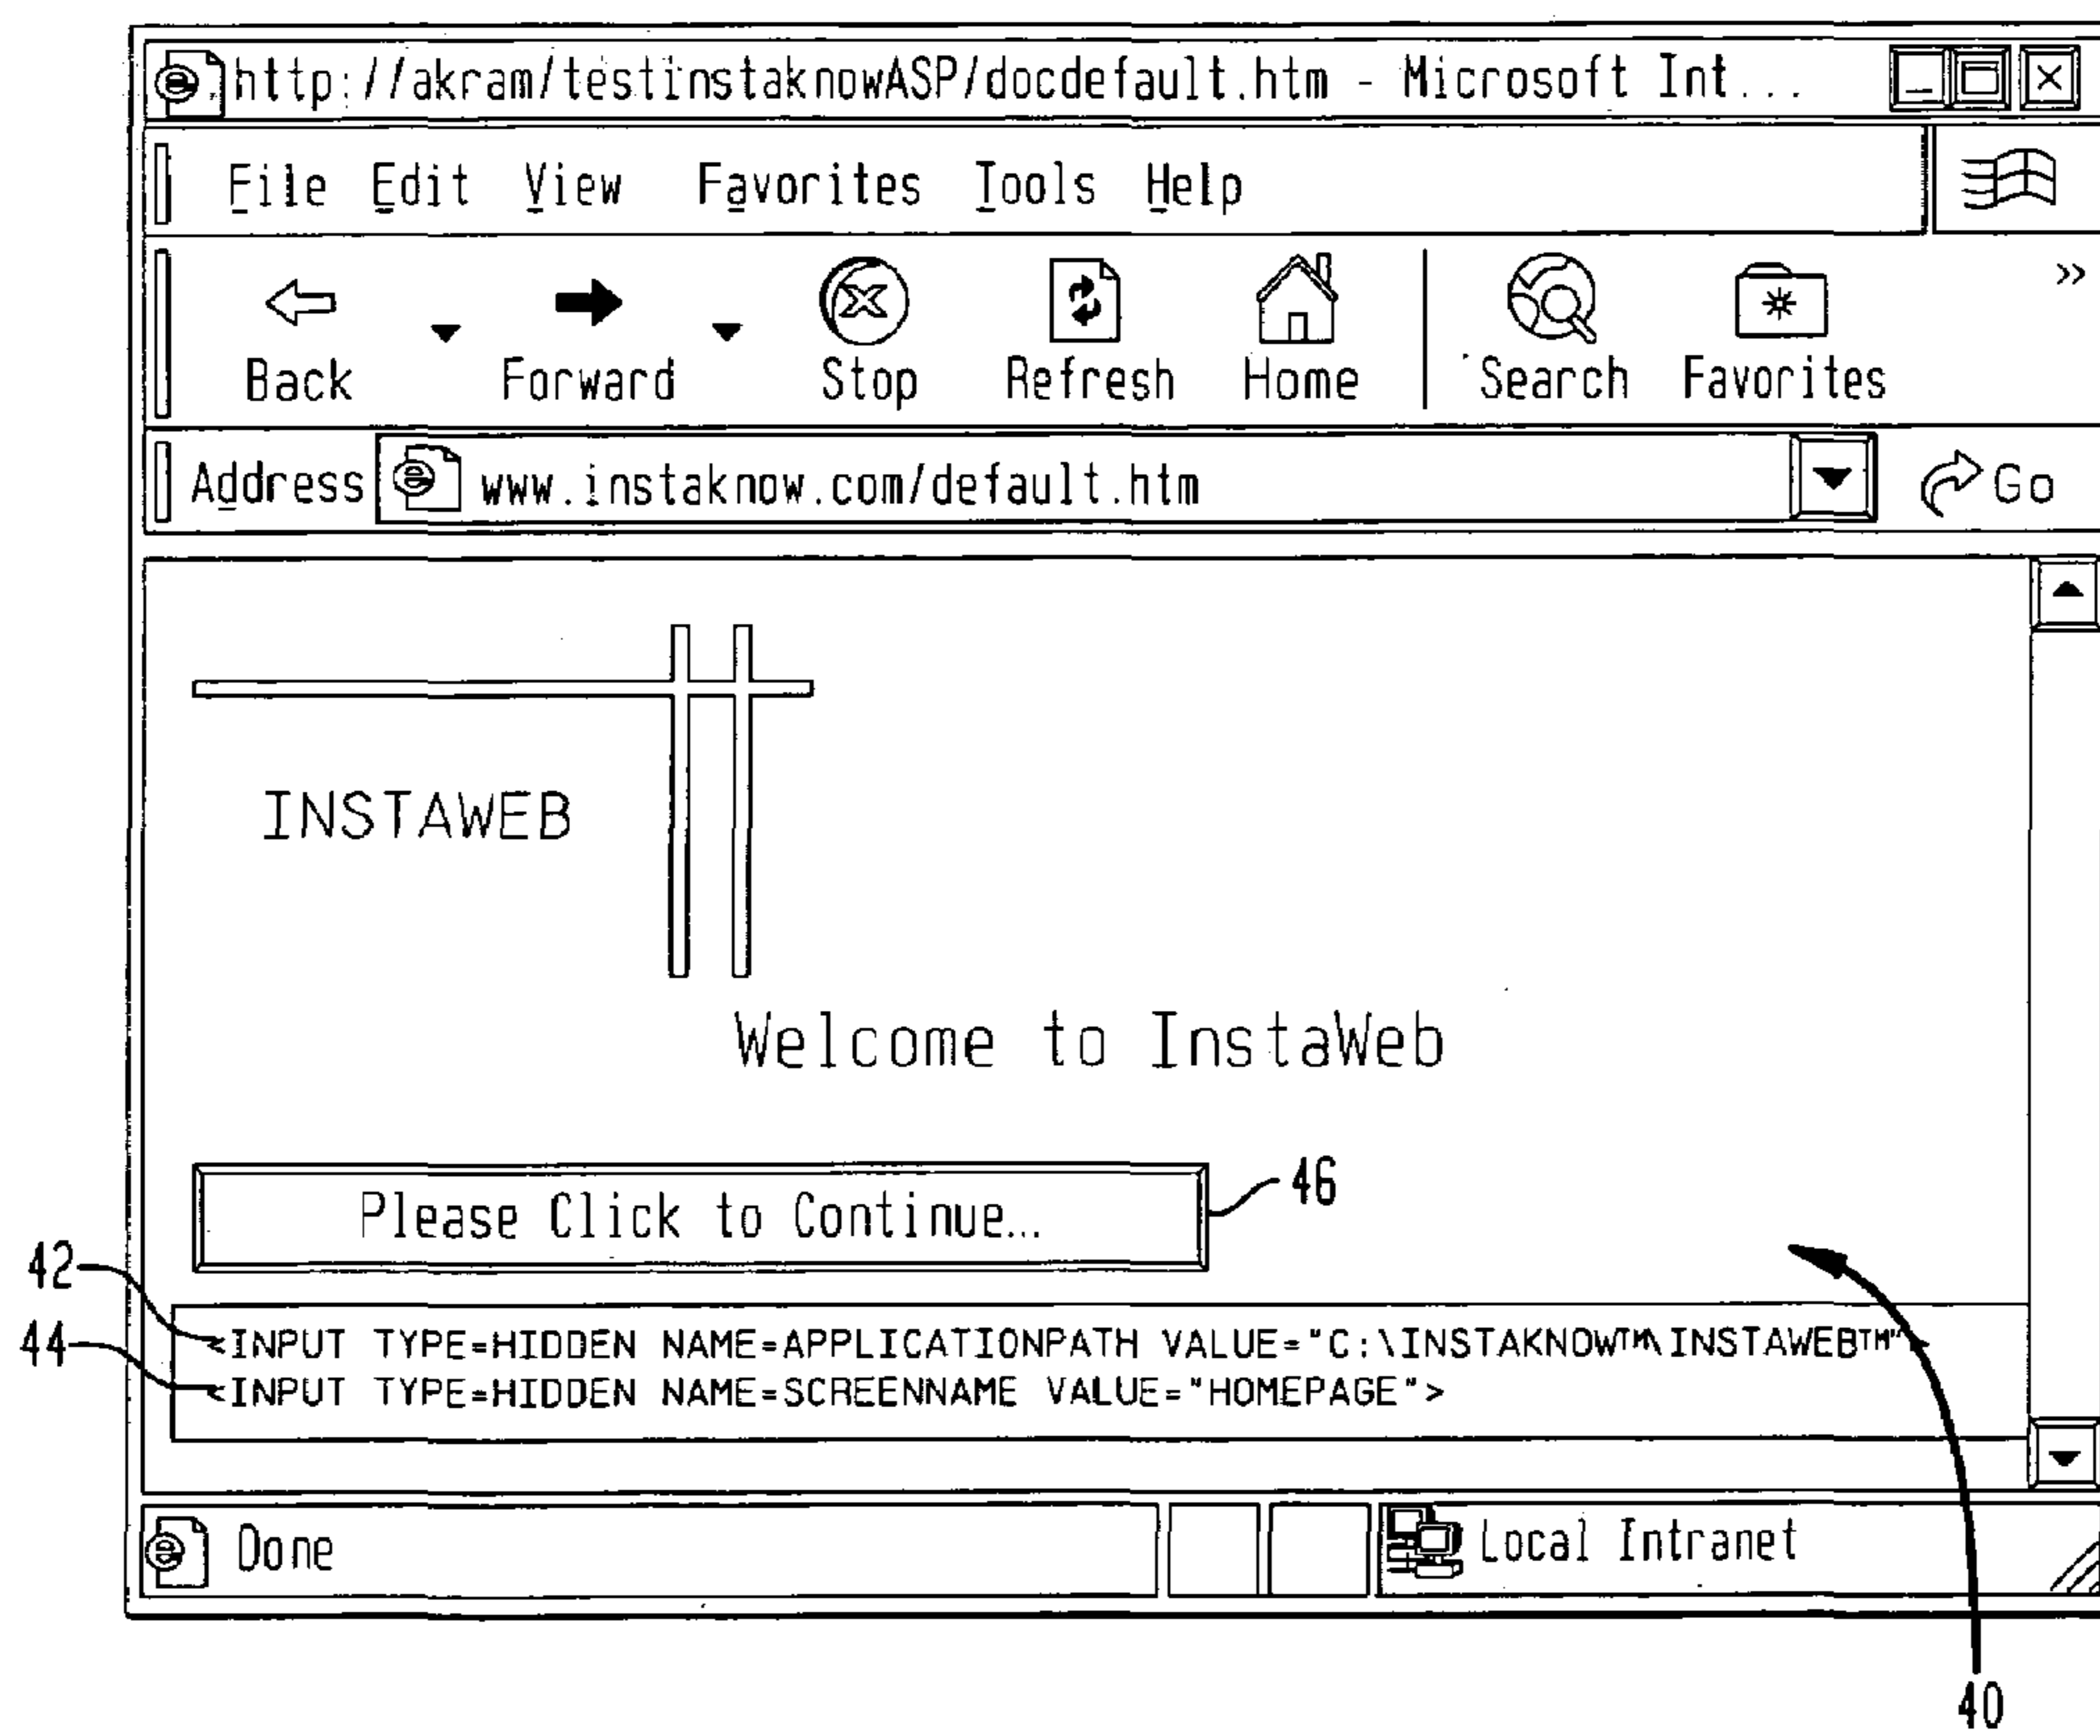 http://akram/testinstaknowASP/docdefault.htm - Microsoft Int...
File Edit View Favorites Tools Help
»
Back Forward Stop Refresh Home Search Favorites
Address www.instaknow.com/default.htm Go
INSTAWEB
Welcome to InstaWeb
46
Please Click to Continue...
42
<INPUT TYPE=HIDDEN NAME=APPLICATIONPATH VALUE="C:\INSTAKNOW™\INSTAWEB™"
44
<INPUT TYPE=HIDDEN NAME=SCREENNAME VALUE="HOMEPAGE">
Done Local Intranet
40